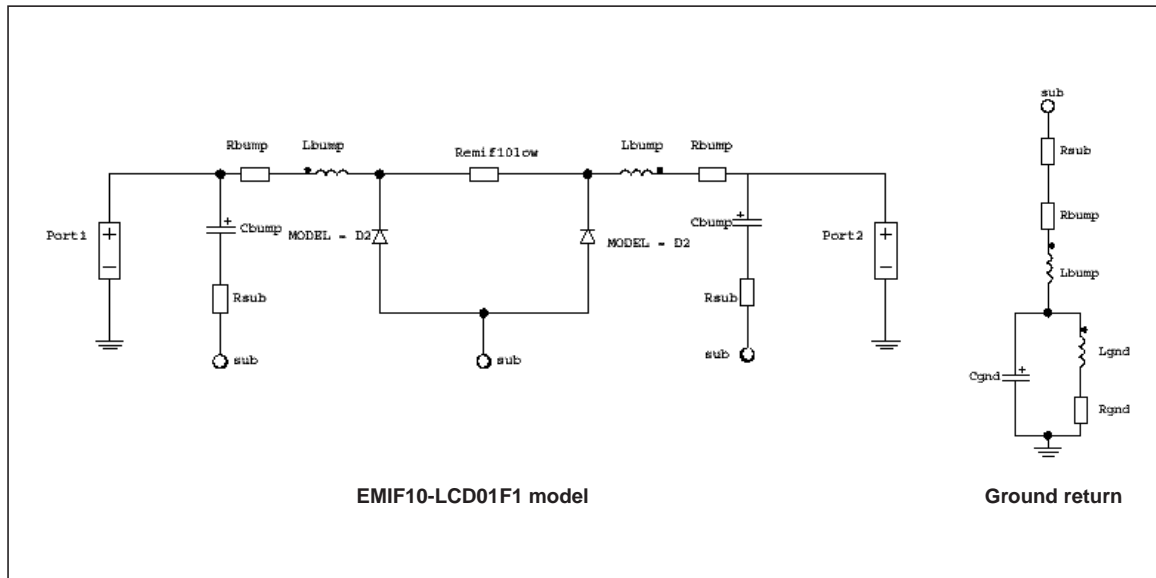 sub
Rbump
Lbump
Remif10low
Lbump
Rbump
Rsub
Rbump
Port1
+
-
+
Cbump
MODEL = D2
MODEL = D2
+
Cbump
Port2
+
-
Lbump
Rsub
Rsub
sub
sub
sub
Cgnd
+
Lgnd
Rgnd
EMIF10-LCD01F1 model
Ground return